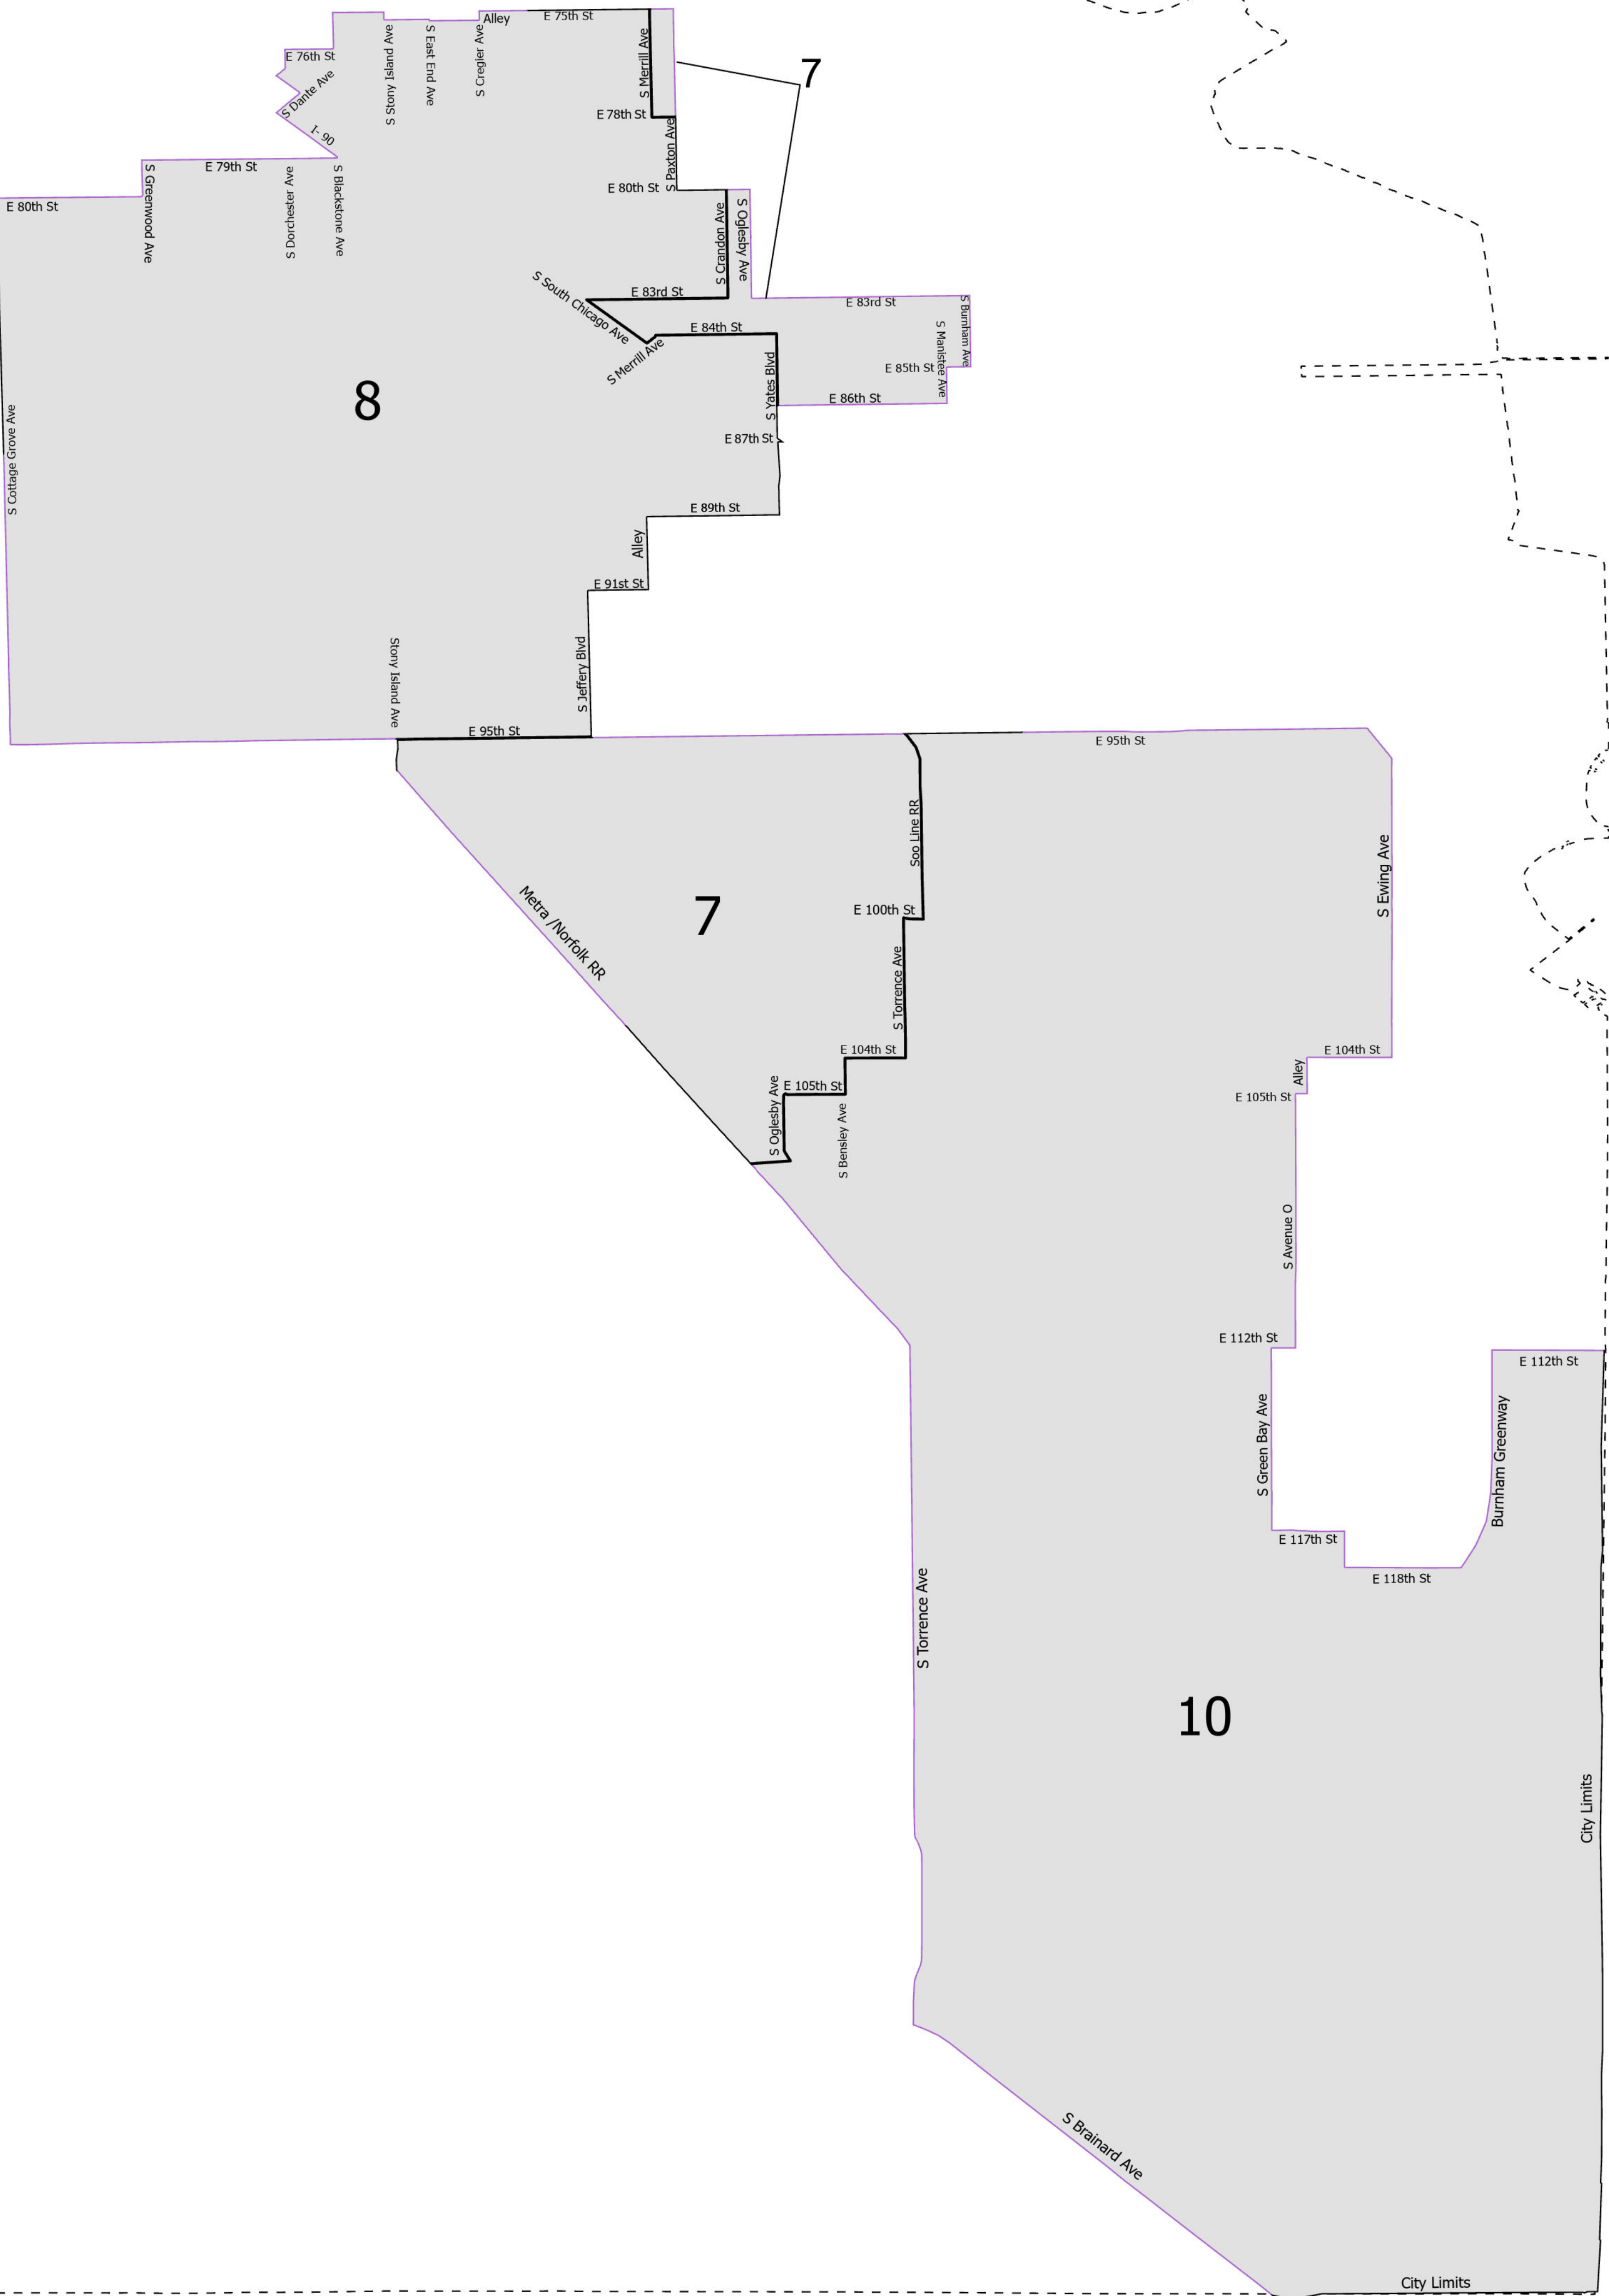 Alley
E 75th St
S Stony Island Ave
S East End Ave
S Cregier Ave
S Merrill Ave
E 76th St
S Dante Ave
I- 90
7
E 78th St
S Paxton Ave
E 79th St
S Greenwood Ave
S Dorchester Ave
S Blackstone Ave
E 80th St
E 80th St
S Crandon Ave
S Oglesby Ave
S South Chicago Ave
E 83rd St
E 83rd St
S Burnham Ave
S Manistee Ave
E 84th St
S Merrill Ave
S Yates Blvd
E 85th St
E 86th St
8
S Cottage Grove Ave
E 87th St
E 89th St
Alley
E 91st St
Stony Island Ave
S Jeffery Blvd
E 95th St
E 95th St
Soo Line RR
S Ewing Ave
Metra /Norfolk RR
7
E 100th St
S Torrence Ave
E 104th St
E 104th St
Alley
E 105th St
E 105th St
S Oglesby Ave
S Bensley Ave
S Avenue O
E 112th St
E 112th St
S Green Bay Ave
Burnham Greenway
E 117th St
E 118th St
S Torrence Ave
10
City Limits
S Brainard Ave
City Limits